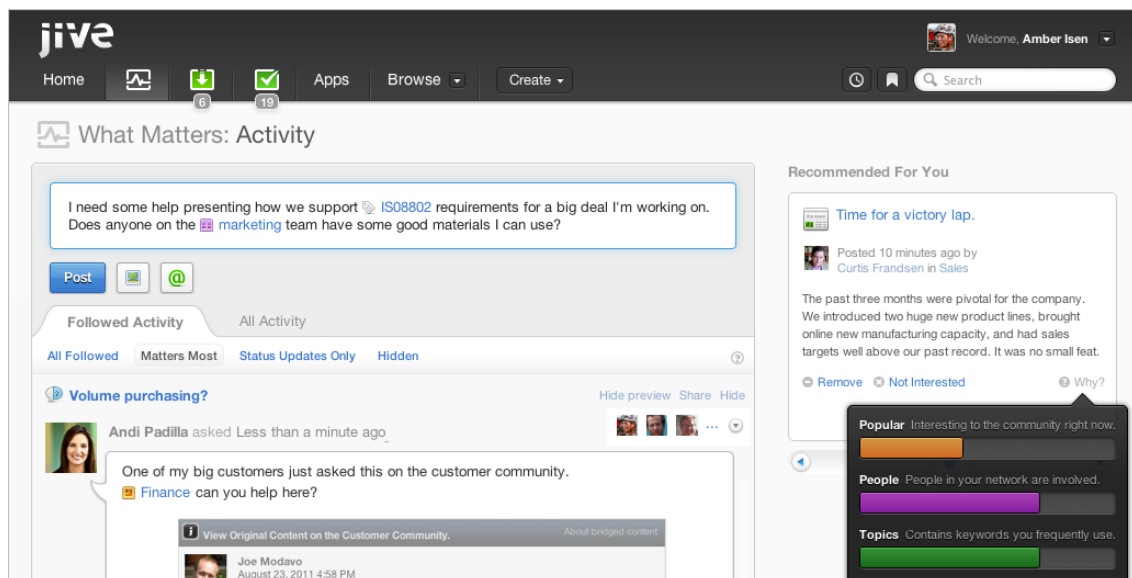 jive
Welcome, Amber Isen
Home
6
19
Apps
Browse
Create
Search
What Matters: Activity
I need some help presenting how we support IS08802 requirements for a big deal I'm working on.
Does anyone on the marketing team have some good materials I can use?
Post
@
Followed Activity
All Activity
All Followed
Matters Most
Status Updates Only
Hidden
?
Volume purchasing?
Hide preview Share Hide
Andi Padilla asked Less than a minute ago
...
One of my big customers just asked this on the customer community.
Finance can you help here?
View Original Content on the Customer Community.
About bridged content
Joe Modavo
August 23, 2011 4:58 PM
Recommended For You
Time for a victory lap.
Posted 10 minutes ago by
Curtis Frandsen in Sales
The past three months were pivotal for the company.
We introduced two huge new product lines, brought
online new manufacturing capacity, and had sales
targets well above our past record. It was no small feat.
Remove
Not Interested
? Why?
Popular Interesting to the community right now.
People People in your network are involved.
Topics Contains keywords you frequently use.